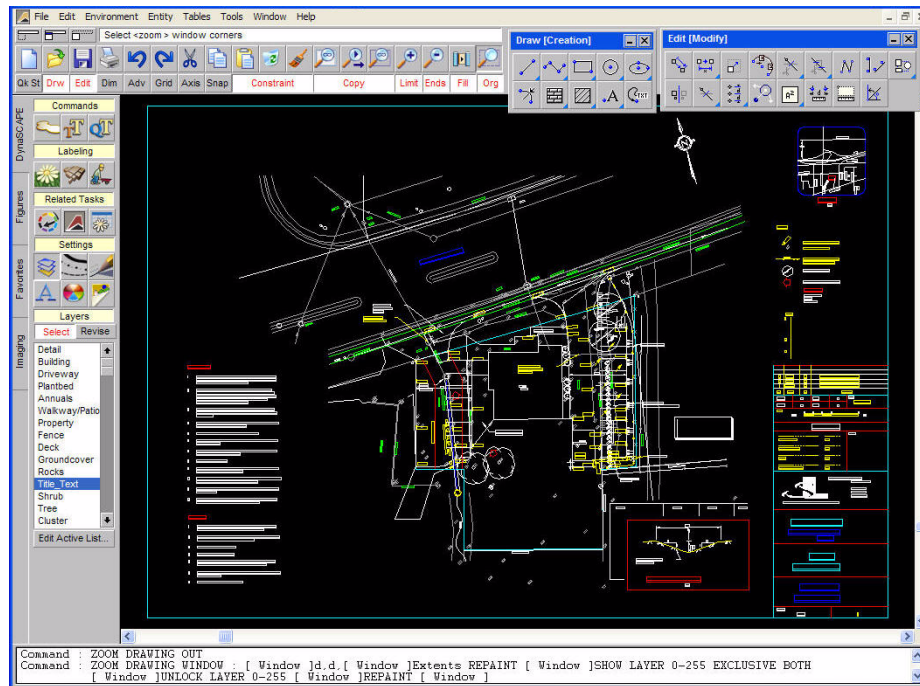 File Edit Environment Entity Tables Tools Window Help
Select <zoom > window corners
Draw [Creation]
Edit [Modify]
Qk St Drw Edit Dim Adv Grid Axis Snap Constraint Copy Limit Ends Fill Org
A TXT
A²
DynaSCAPE
Figures
Favorites
Imaging
Commands
Labeling
Related Tasks
Settings
Layers
Select Revise
Detail
Building
Driveway
Plantbed
Annuals
Walkway/Patio
Property
Fence
Deck
Groundcover
Rocks
Title_Text
Shrub
Tree
Cluster
Edit Active List...
Command : ZOOM DRAWING OUT
Command : ZOOM DRAWING WINDOW : [ Window ]d,d,[ Window ]Extents REPAINT [ Window ]SHOW LAYER 0-255 EXCLUSIVE BOTH
[ Window ]UNLOCK LAYER 0-255 [ Window ]REPAINT [ Window ]